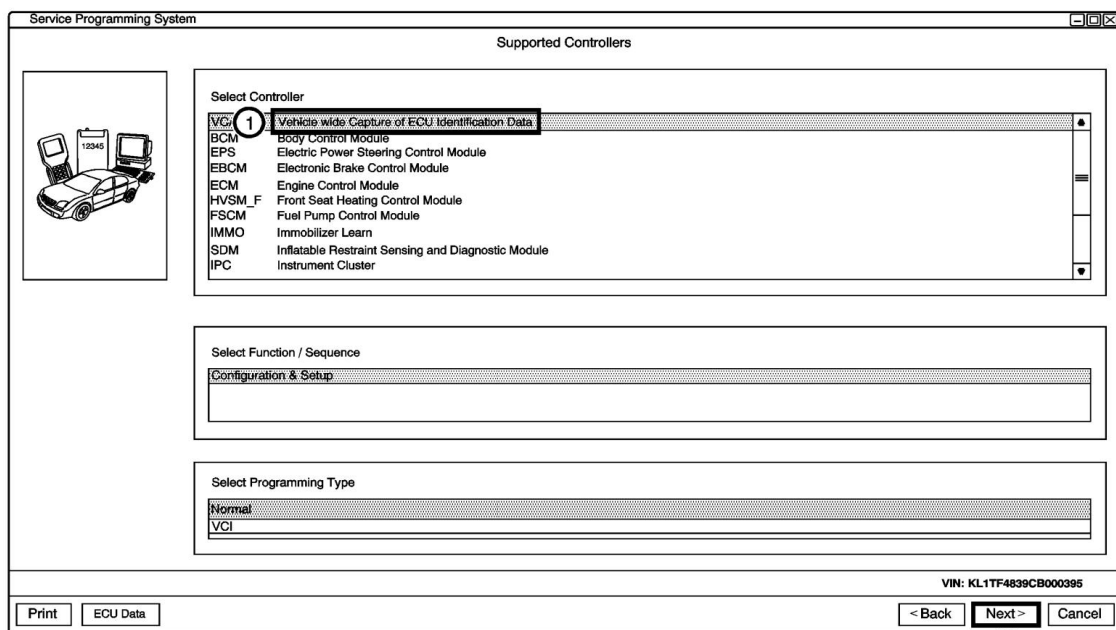 Service Programming System
Supported Controllers
12345
Select Controller
1 Vehicle wide Capture of ECU Identification Data
BCM Body Control Module
EPS Electric Power Steering Control Module
EBCM Electronic Brake Control Module
ECM Engine Control Module
HVSM_F Front Seat Heating Control Module
FSCM Fuel Pump Control Module
IMMO Immobilizer Learn
SDM Inflatable Restraint Sensing and Diagnostic Module
IPC Instrument Cluster
Select Function / Sequence
Configuration & Setup
Select Programming Type
Normal
VCI
VIN: KL1TF4839CB000395
Print ECU Data <Back Next> Cancel